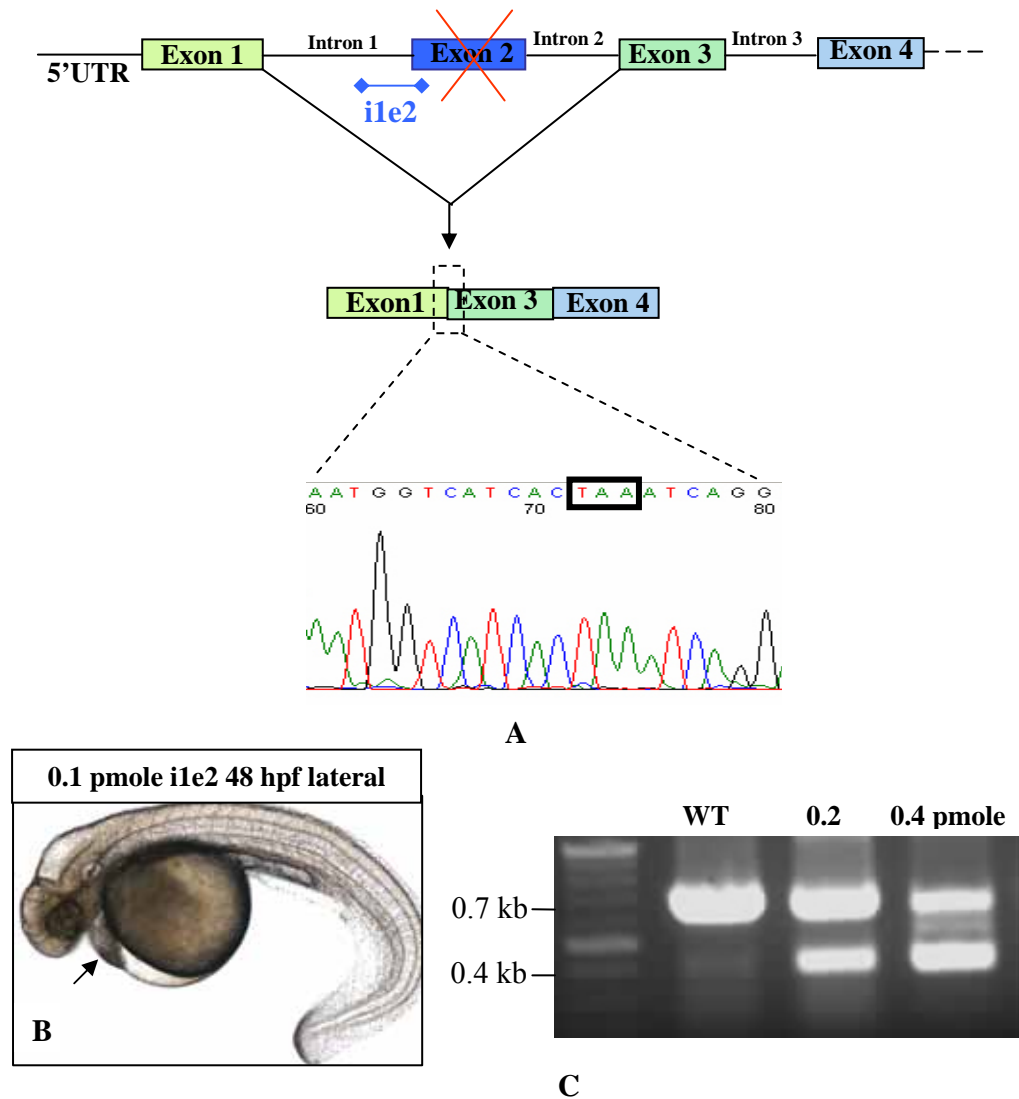 Exon 1
Intron 1
Exon 2
Intron 2
Exon 3
Intron 3
Exon 4
5’UTR
i1e2
Exon1
Exon 3
Exon 4
A A T G G T C A T C A C T A A A T C A G G
60 70 80
A
0.1 pmole i1e2 48 hpf lateral
B
WT 0.2 0.4 pmole
0.7 kb
0.4 kb
C